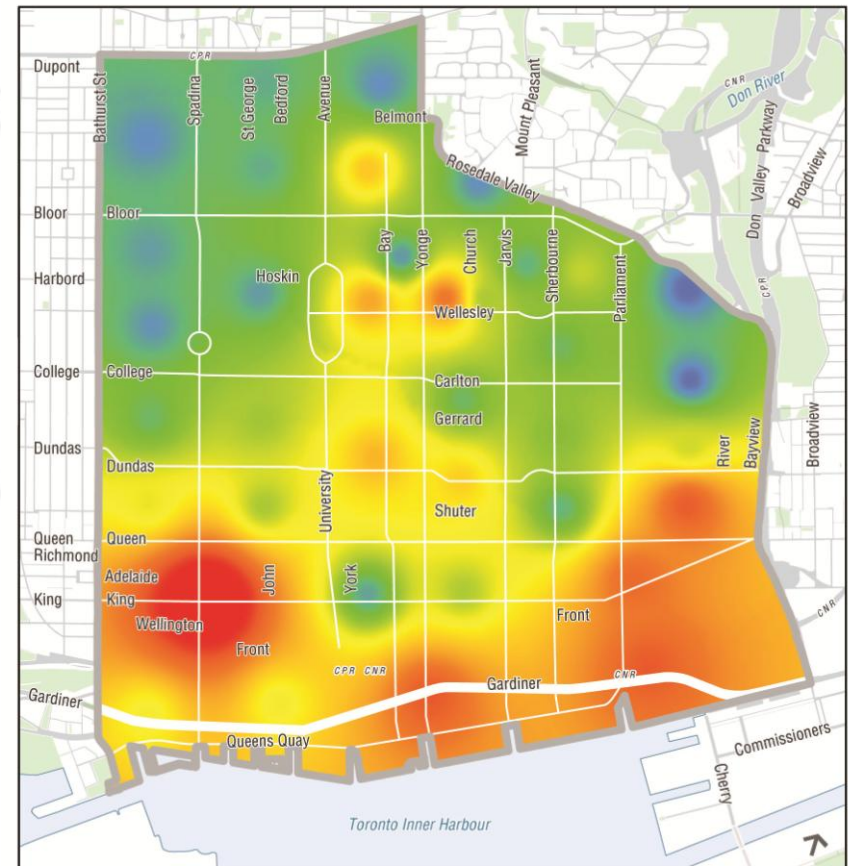 CPR
Dupont
Bathurst St
Spadina
St George
Bedford
Avenue
Belmont
Mount Pleasant
CNR
Don River
Don Valley Parkway
Broadview
Rosedale Valley
Bloor
Bloor
Bay
Yonge
Church
Jarvis
Sherbourne
Parliament
CPR
Harbord
Hoskin
Wellesley
College
College
Carlton
Gerrard
Dundas
Dundas
River
Bayview
Broadview
University
Shuter
Queen
Queen
Richmond
Adelaide
John
York
King
King
Wellington
Front
Front
CNR
CPR CNR
CNR
Gardiner
Gardiner
Queens Quay
Commissioners
Cherry
Toronto Inner Harbour